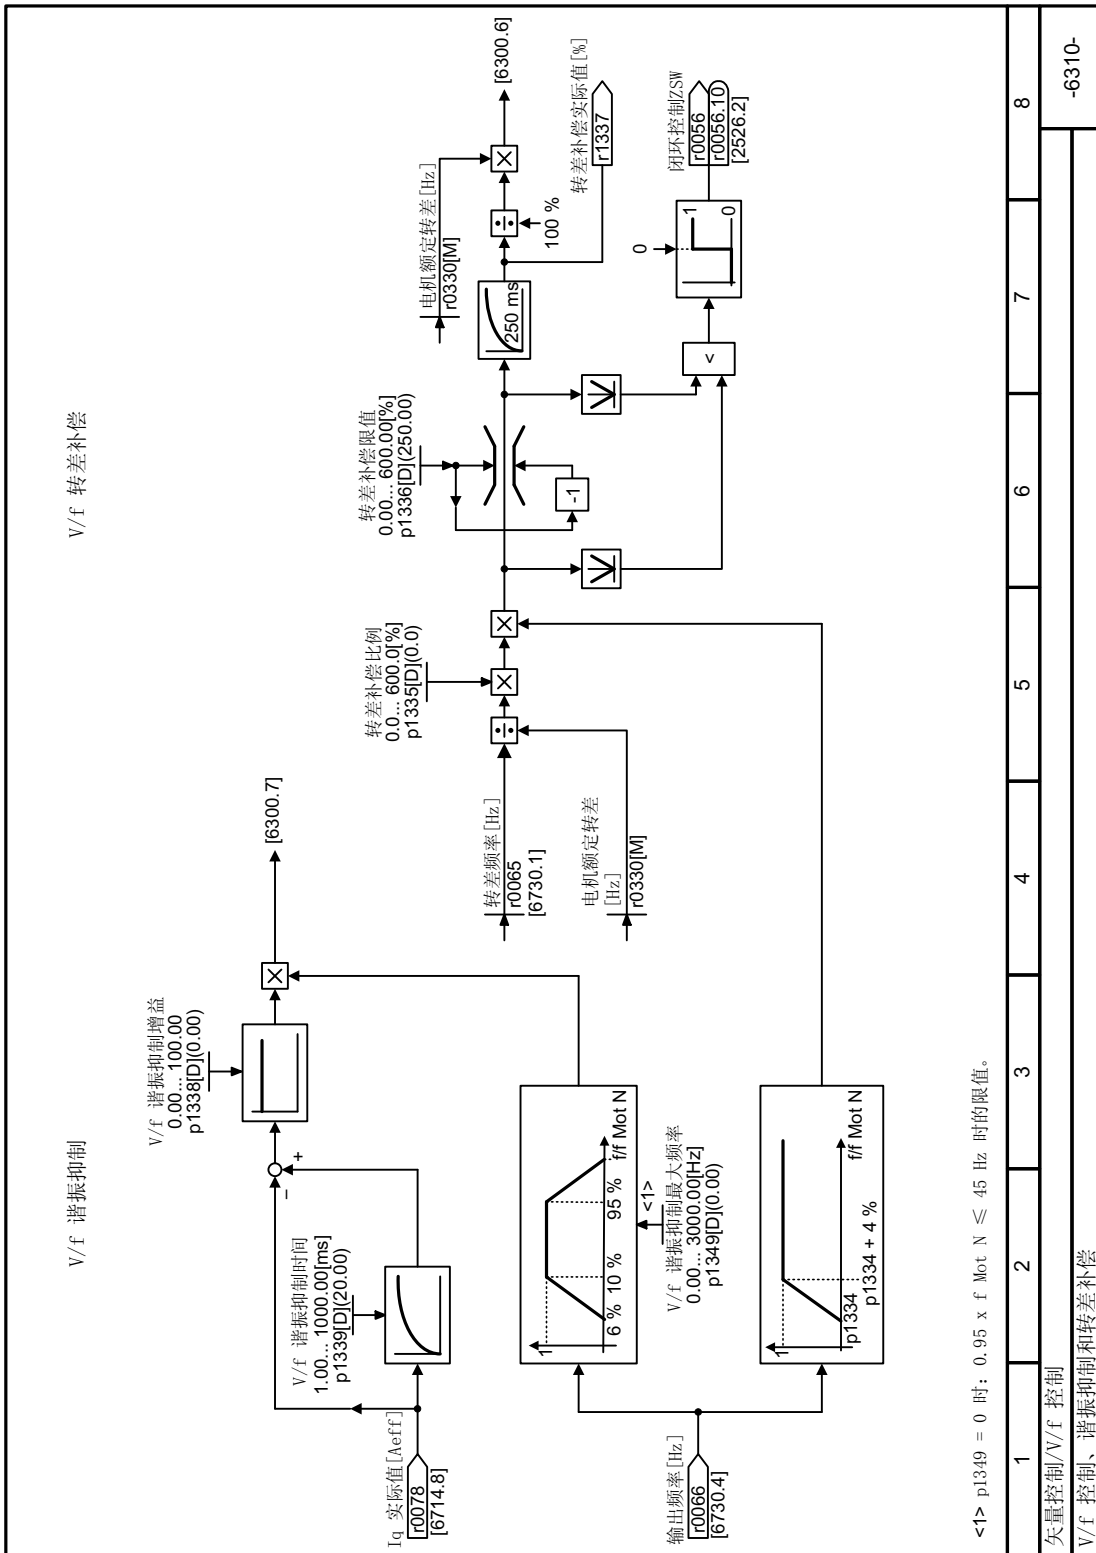 V/f 谐振抑制
V/f 转差补偿
V/f 谐振抑制增益
0.00... 100.00
p1338[D](0.00)
[6300.7]
V/f 谐振抑制时间
1.00... 1000.00[ms]
p1339[D](20.00)
−
+
Iq 实际值[Aeff]
r0078
[6714.8]
1
6 % 10 %
95 %
f/f Mot N
<1>
V/f 谐振抑制最大频率
0.00... 3000.00[Hz]
p1349[D](0.00)
输出频率[Hz]
r0066
[6730.4]
1
p1334
p1334 + 4 %
f/f Mot N
转差频率[Hz]
r0065
[6730.1]
电机额定转差
[Hz]
r0330[M]
转差补偿比例
0.0... 600.0[%]
p1335[D](0.0)
转差补偿限值
0.00... 600.00[%]
p1336[D](250.00)
-1
250 ms
电机额定转差[Hz]
r0330[M]
100 %
[6300.6]
转差补偿实际值[%]
r1337
<
0
1
0
闭环控制ZSW
r0056
r0056.10
[2526.2]
<1> p1349 = 0 时: 0.95 x f Mot N ≤ 45 Hz 时的限值。
1 2 3 4 5 6 7 8
矢量控制/V/f 控制
V/f 控制、谐振抑制和转差补偿
-6310-